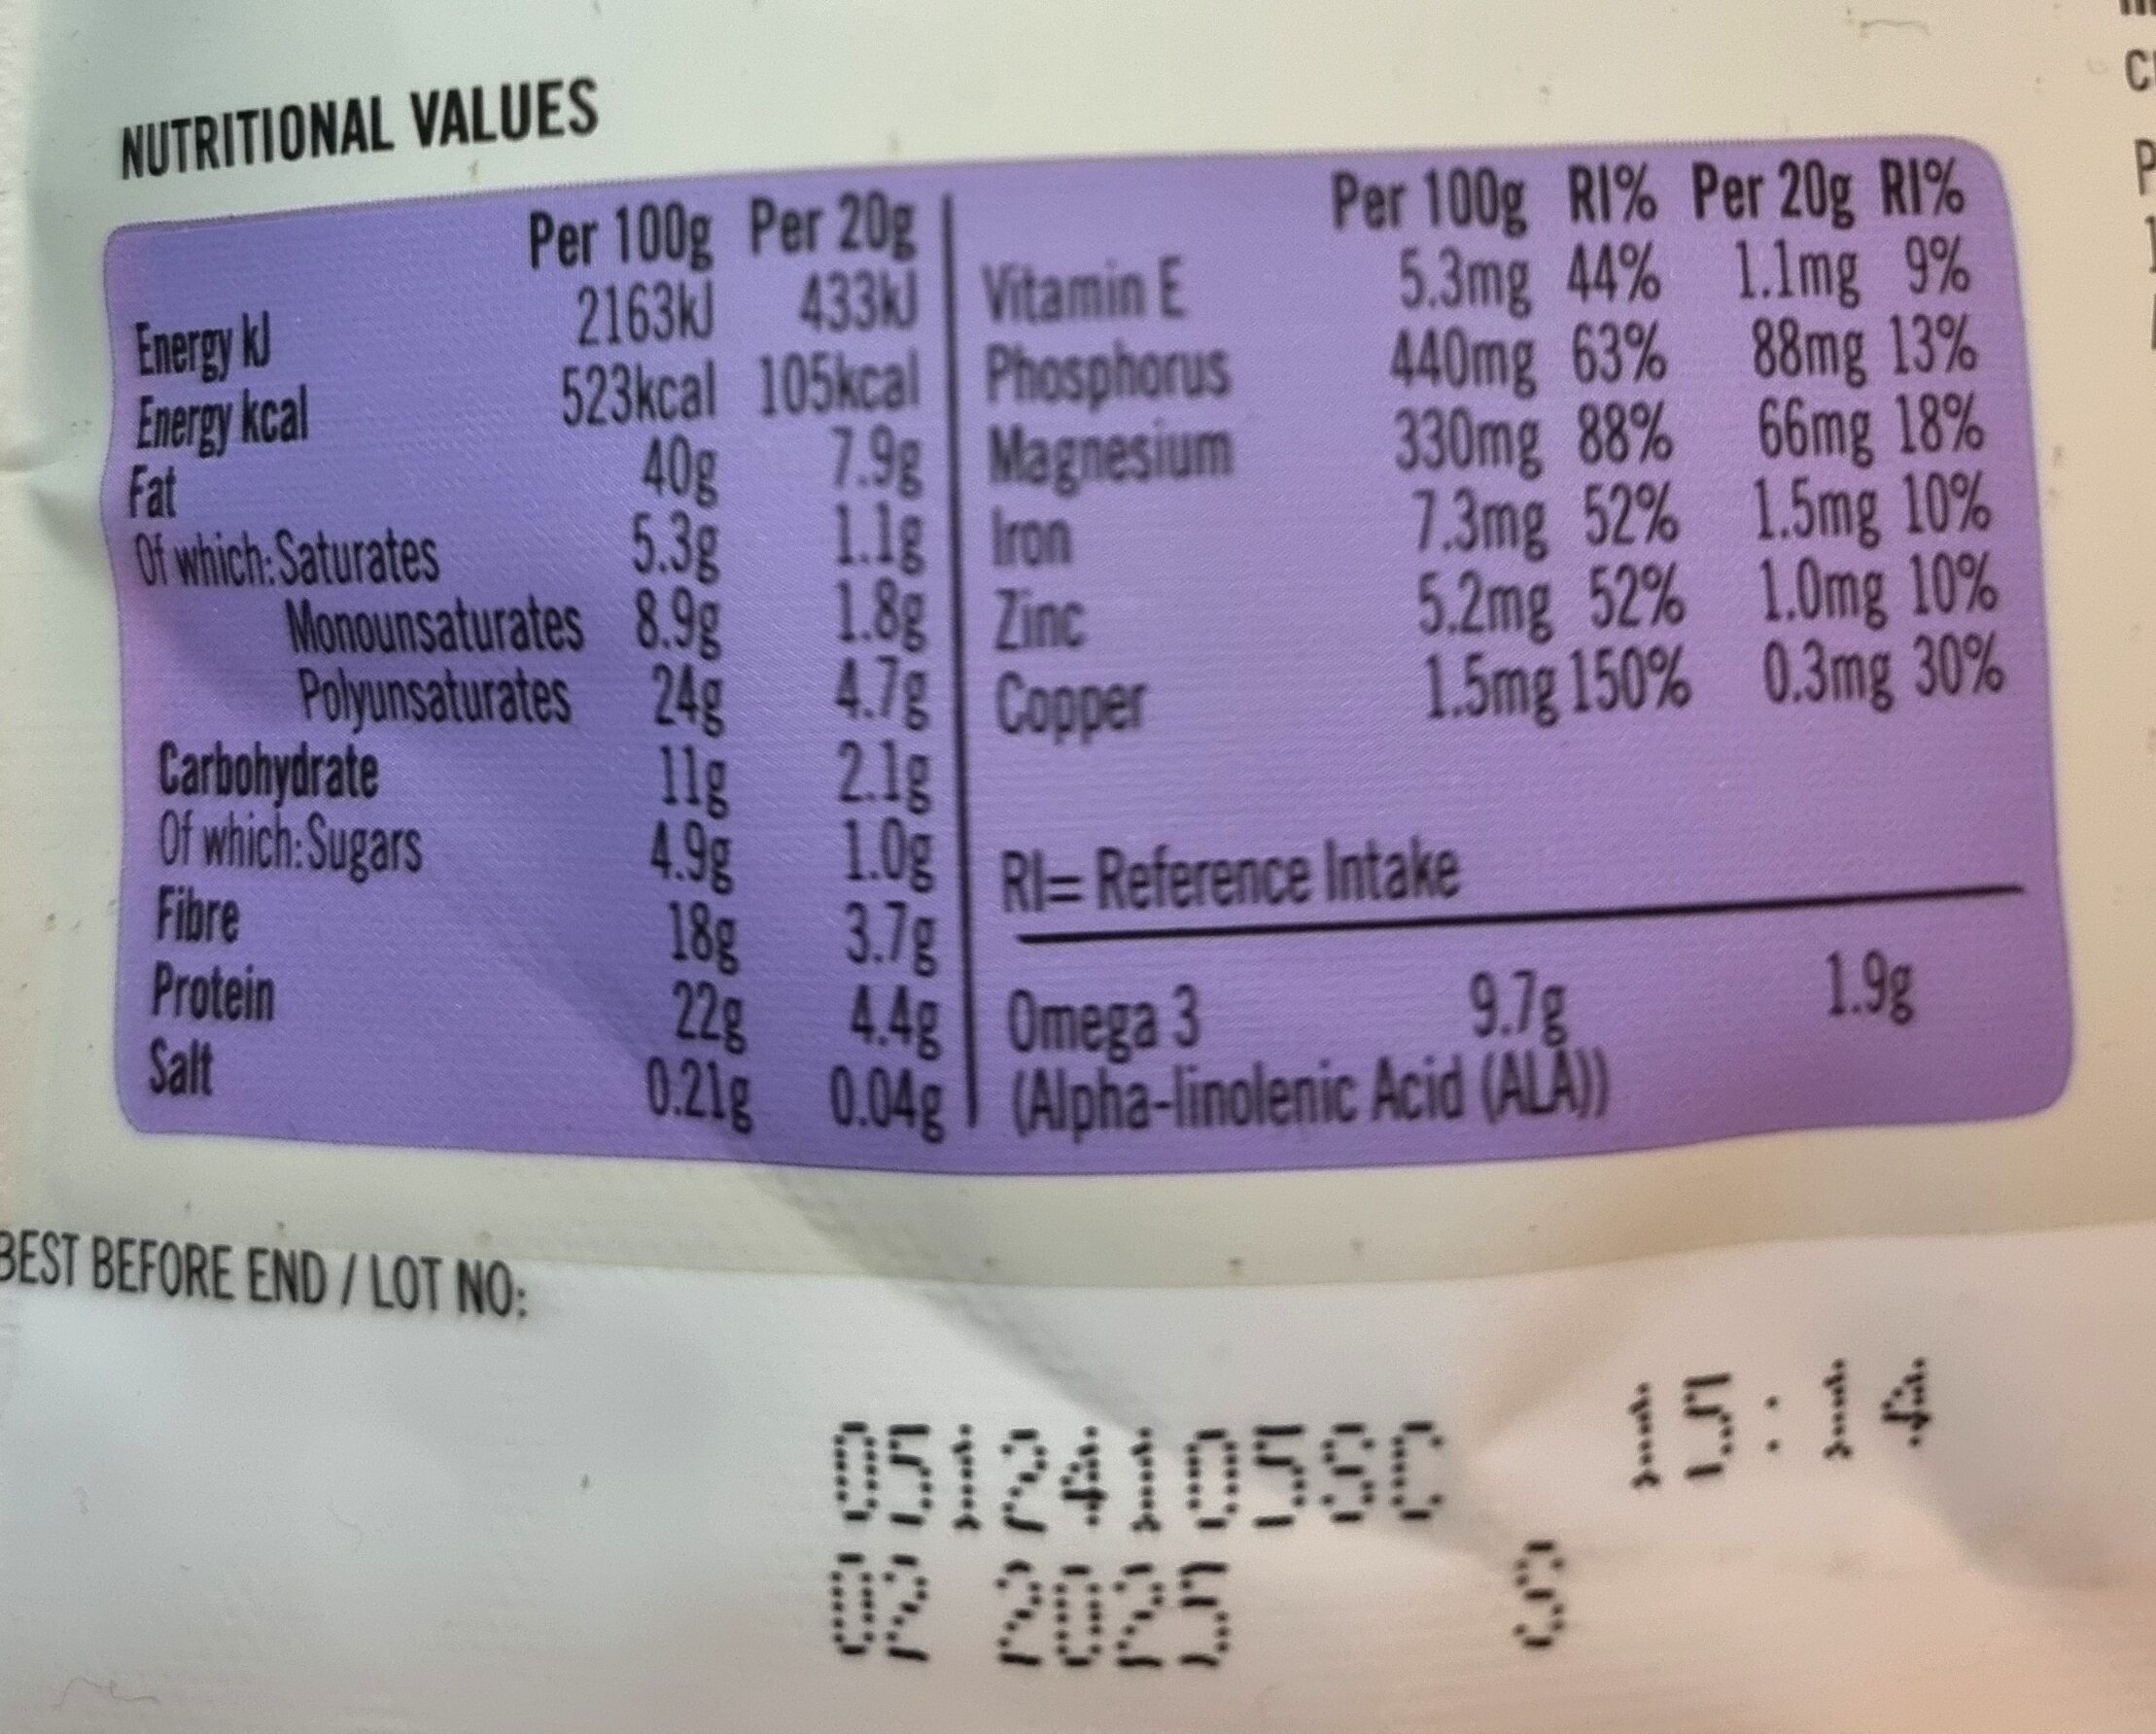 NUTRITIONAL VALUES
Per 100g Per 20g
Energy kJ 2163kJ 433kJ
Energy kcal 523kcal 105kcal
Fat 40g 7.9g
Of which: Saturates 5.3g 1.1g
Monounsaturates 8.9g 1.8g
Polyunsaturates 24g 4.7g
Carbohydrate 11g 2.1g
Of which: Sugars 4.9g 1.0g
Fibre 18g 3.7g
Protein 22g 4.4g
Salt 0.21g 0.04g
Per 100g RI% Per 20g RI%
Vitamin E 5.3mg 44% 1.1mg 9%
Phosphorus 440mg 63% 88mg 13%
Magnesium 330mg 88% 66mg 18%
Iron 7.3mg 52% 1.5mg 10%
Zinc 5.2mg 52% 1.0mg 10%
Copper 1.5mg 150% 0.3mg 30%
RI= Reference Intake
Omega 3 9.7g 1.9g
(Alpha-linolenic Acid (ALA))
BEST BEFORE END / LOT NO:
05124105SC 15:14
02 2025 S